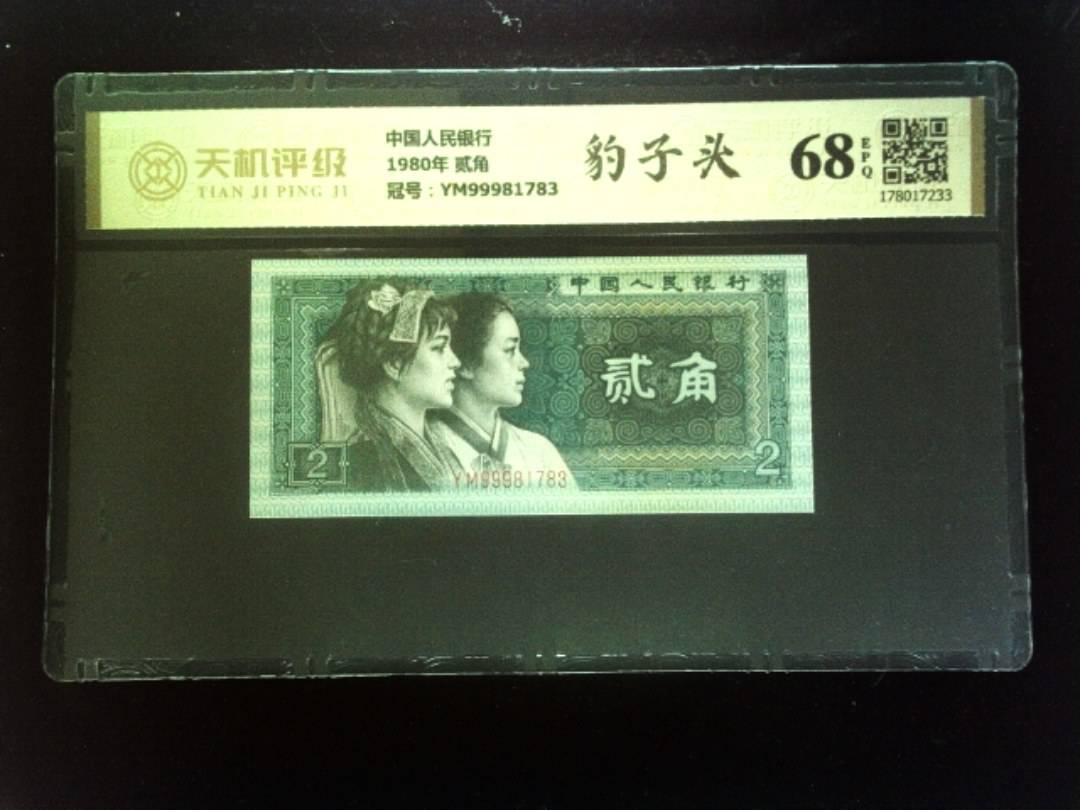 天机评级
TIAN JI PING JI
中国人民银行
1980年 贰角
冠号：YM99981783
豹子头
68
EPQ
178017233
中国人民银行
贰角
2
2
YM99981783